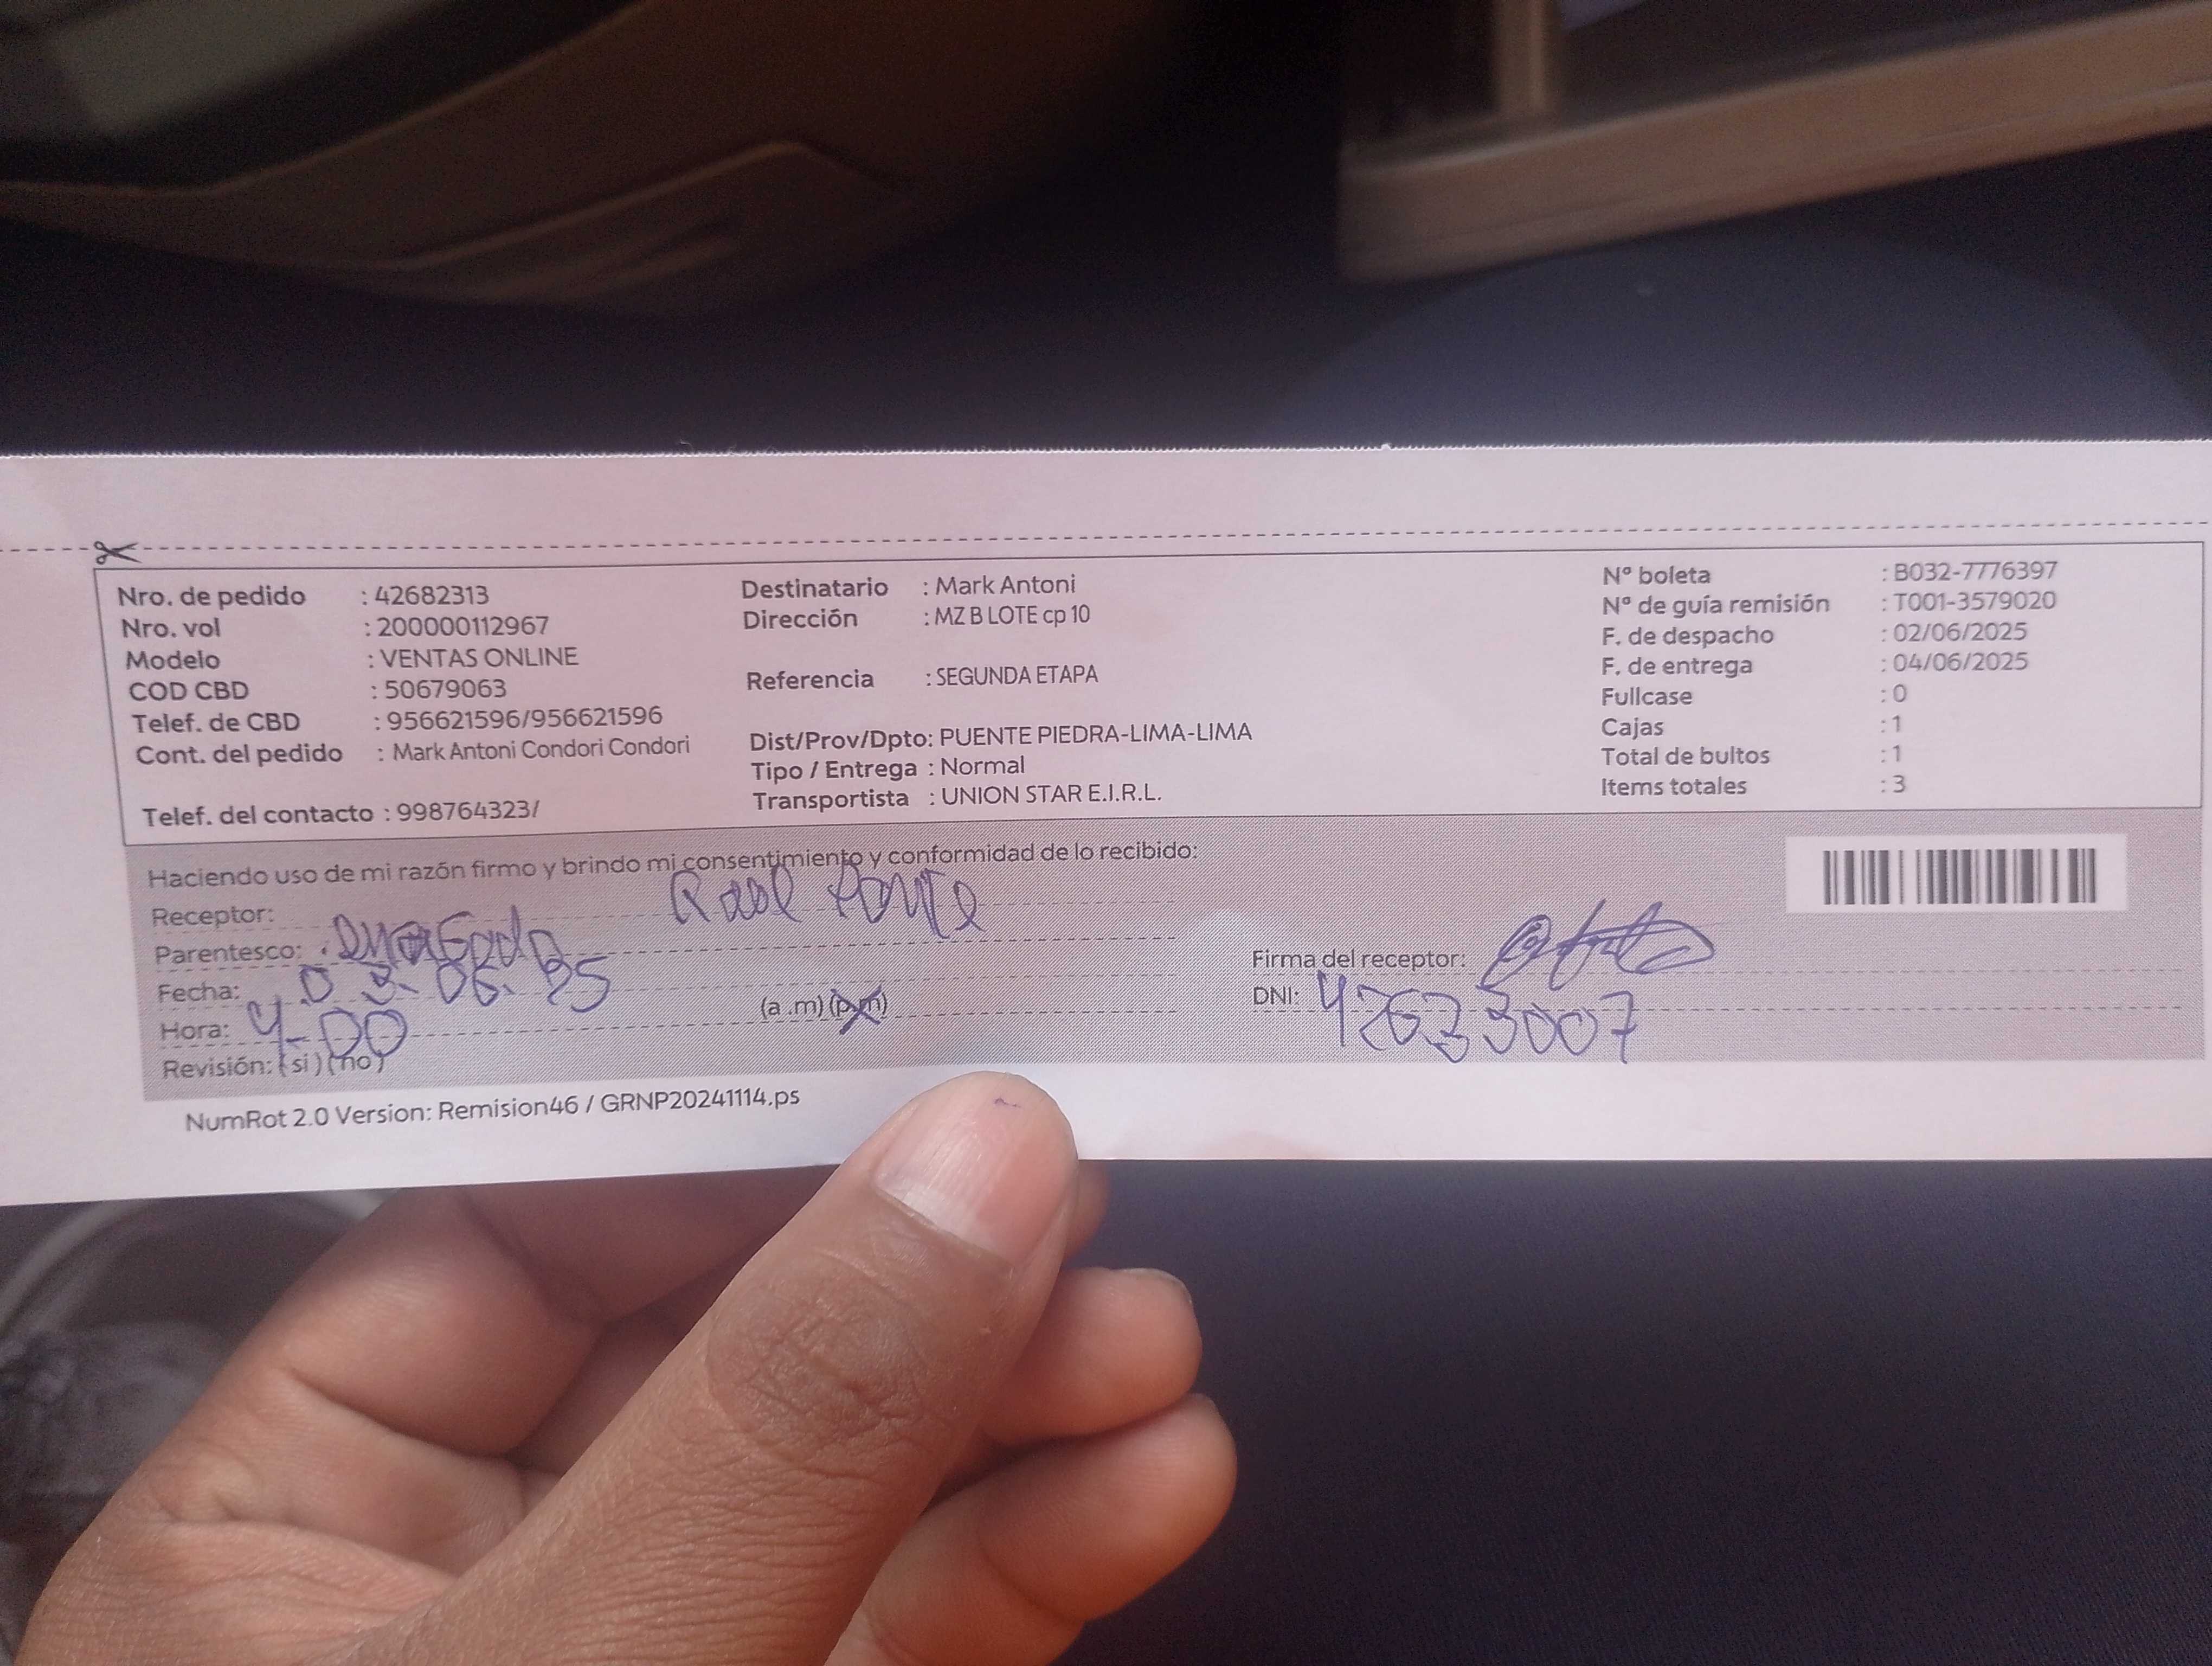 Nro. de pedido : 42682313
Nro. vol : 200000112967
Modelo : VENTAS ONLINE
COD CBD : 50679063
Telef. de CBD : 956621596/956621596
Cont. del pedido : Mark Antoni Condori Condori
Telef. del contacto : 998764323/
Destinatario : Mark Antoni
Dirección : MZ B LOTE cp 10
Referencia : SEGUNDA ETAPA
Dist/Prov/Dpto: PUENTE PIEDRA-LIMA-LIMA
Tipo / Entrega : Normal
Transportista : UNION STAR E.I.R.L.
Nº boleta : B032-7776397
Nº de guía remisión : T001-3579020
F. de despacho : 02/06/2025
F. de entrega : 04/06/2025
Fullcase : 0
Cajas : 1
Total de bultos : 1
Items totales : 3
Haciendo uso de mi razón firmo y brindo mi consentimiento y conformidad de lo recibido:
Receptor:
Parentesco:
Fecha: 03.06.25
Hora: 4-00 (a.m) (p.m)
Revisión: (si) (no)
Firma del receptor:
DNI: 42633007
NumRot 2.0 Version: Remision46 / GRNP20241114.ps